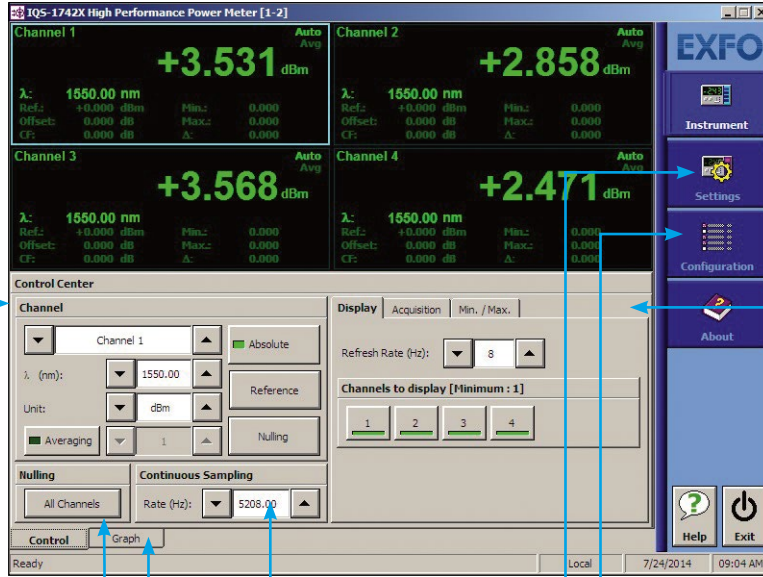 IQS-1742X High Performance Power Meter [1-2]
Channel 1
Auto
Avg
+3.531 dBm
λ: 1550.00 nm
Ref.: +0.000 dBm Min.: 0.000
Offset: 0.000 dB Max.: 0.000
CF: 0.000 dB Δ: 0.000
Channel 2
Auto
Avg
+2.858 dBm
λ: 1550.00 nm
Ref.: +0.000 dBm Min.: 0.000
Offset: 0.000 dB Max.: 0.000
CF: 0.000 dB Δ: 0.000
Channel 3
Auto
Avg
+3.568 dBm
λ: 1550.00 nm
Ref.: +0.000 dBm Min.: 0.000
Offset: 0.000 dB Max.: 0.000
CF: 0.000 dB Δ: 0.000
Channel 4
Auto
Avg
+2.471 dBm
λ: 1550.00 nm
Ref.: +0.000 dBm Min.: 0.000
Offset: 0.000 dB Max.: 0.000
CF: 0.000 dB Δ: 0.000
EXFO
Instrument
Settings
Configuration
About
Control Center
Channel
Channel 1
Absolute
λ (nm): 1550.00
Reference
Unit: dBm
Averaging 1
Nulling
Nulling
All Channels
Continuous Sampling
Rate (Hz): 5208.00
Display Acquisition Min. / Max.
Refresh Rate (Hz): 8
Channels to display [Minimum : 1]
1 2 3 4
Control Graph
Help Exit
Ready Local 7/24/2014 09:04 AM